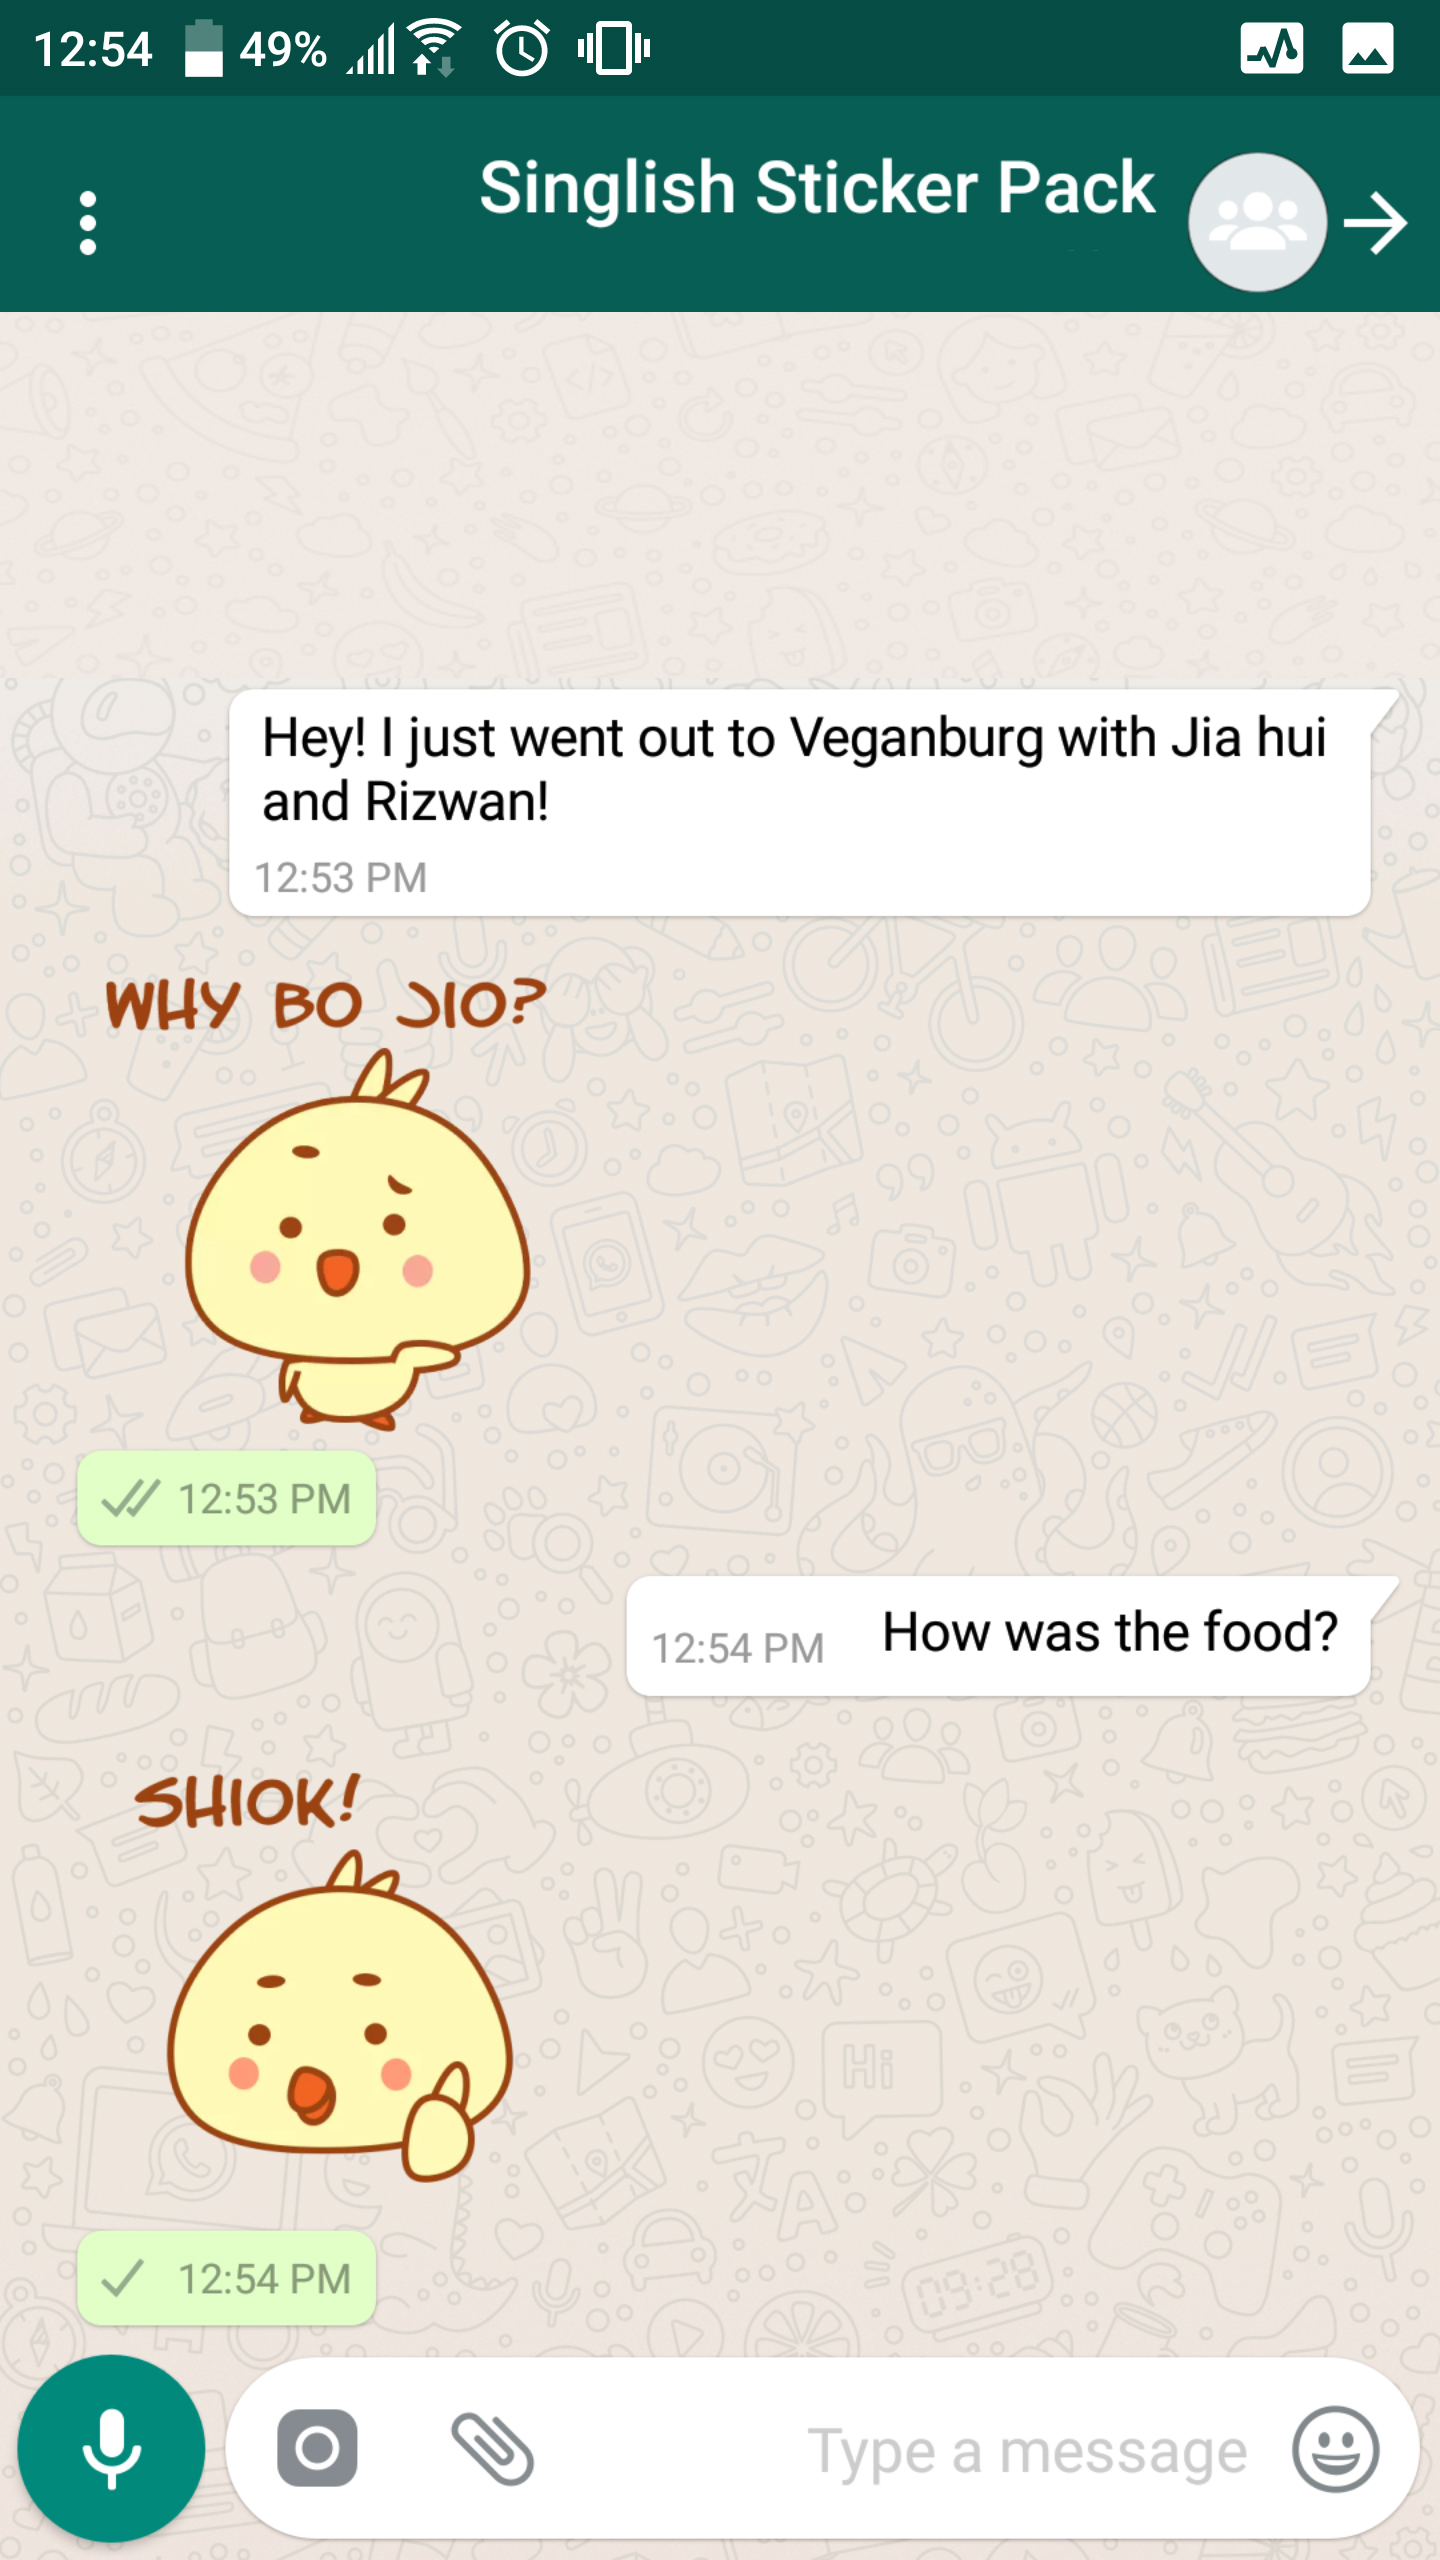 12:54 49%
Singlish Sticker Pack
Hey! I just went out to Veganburg with Jia hui
and Rizwan!
12:53 PM
WHY BO JIO?
12:53 PM
12:54 PM How was the food?
SHIOK!
12:54 PM
Type a message